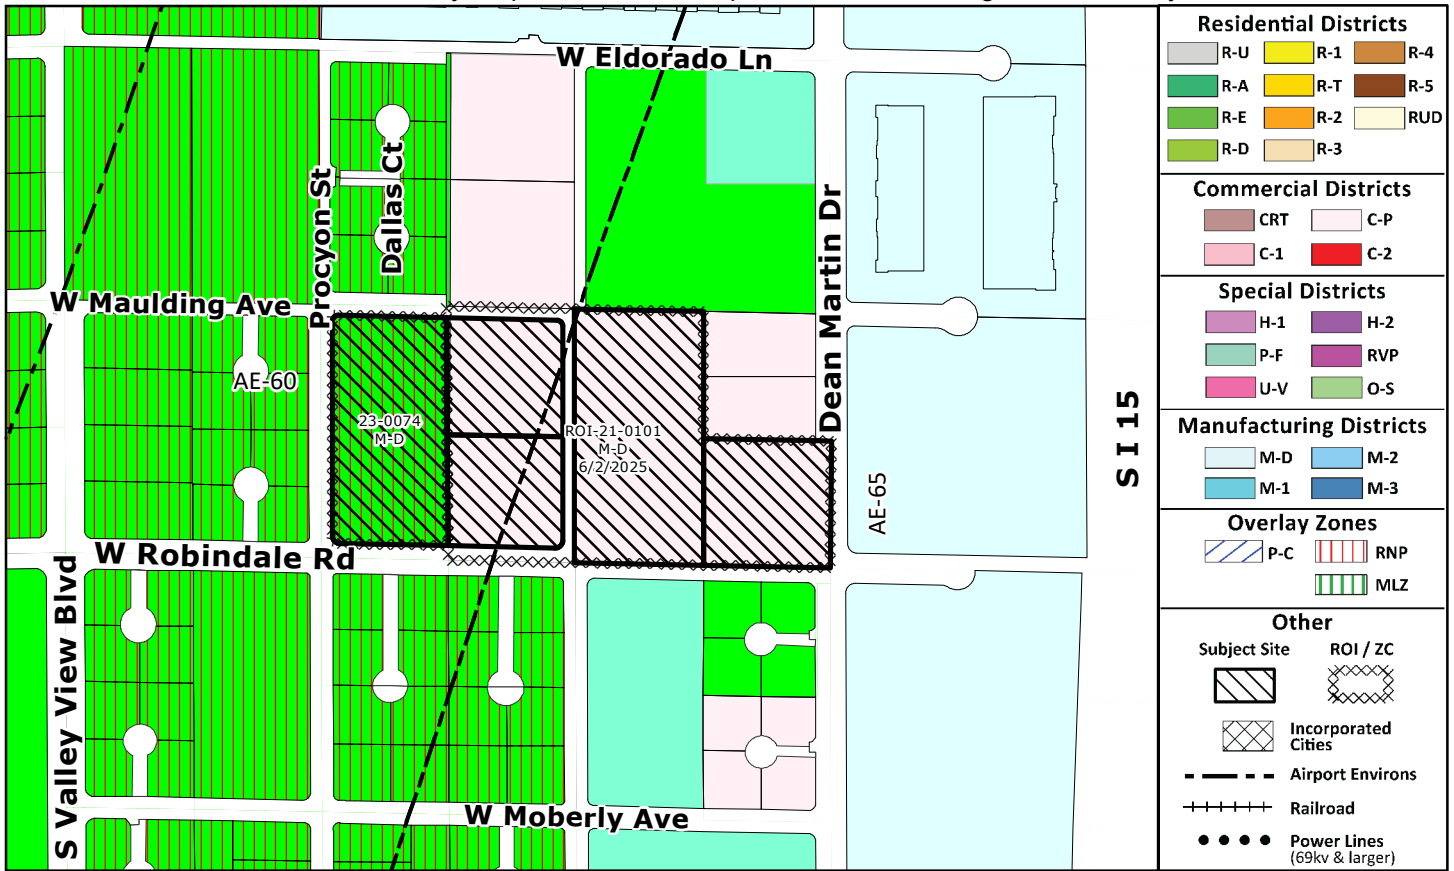 W Eldorado Ln
Procyon St
Dallas Ct
Dean Martin Dr
W Maulding Ave
AE-60
23-0074
M-D
ROI-21-0101
M-D
6/2/2025
AE-65
S I 15
W Robindale Rd
S Valley View Blvd
W Moberly Ave
Residential Districts
R-U R-1 R-4
R-A R-T R-5
R-E R-2 RUD
R-D R-3
Commercial Districts
CRT C-P
C-1 C-2
Special Districts
H-1 H-2
P-F RVP
U-V O-S
Manufacturing Districts
M-D M-2
M-1 M-3
Overlay Zones
P-C RNP
MLZ
Other
Subject Site ROI / ZC
Incorporated
Cities
Airport Environs
Railroad
Power Lines
(69kv & larger)